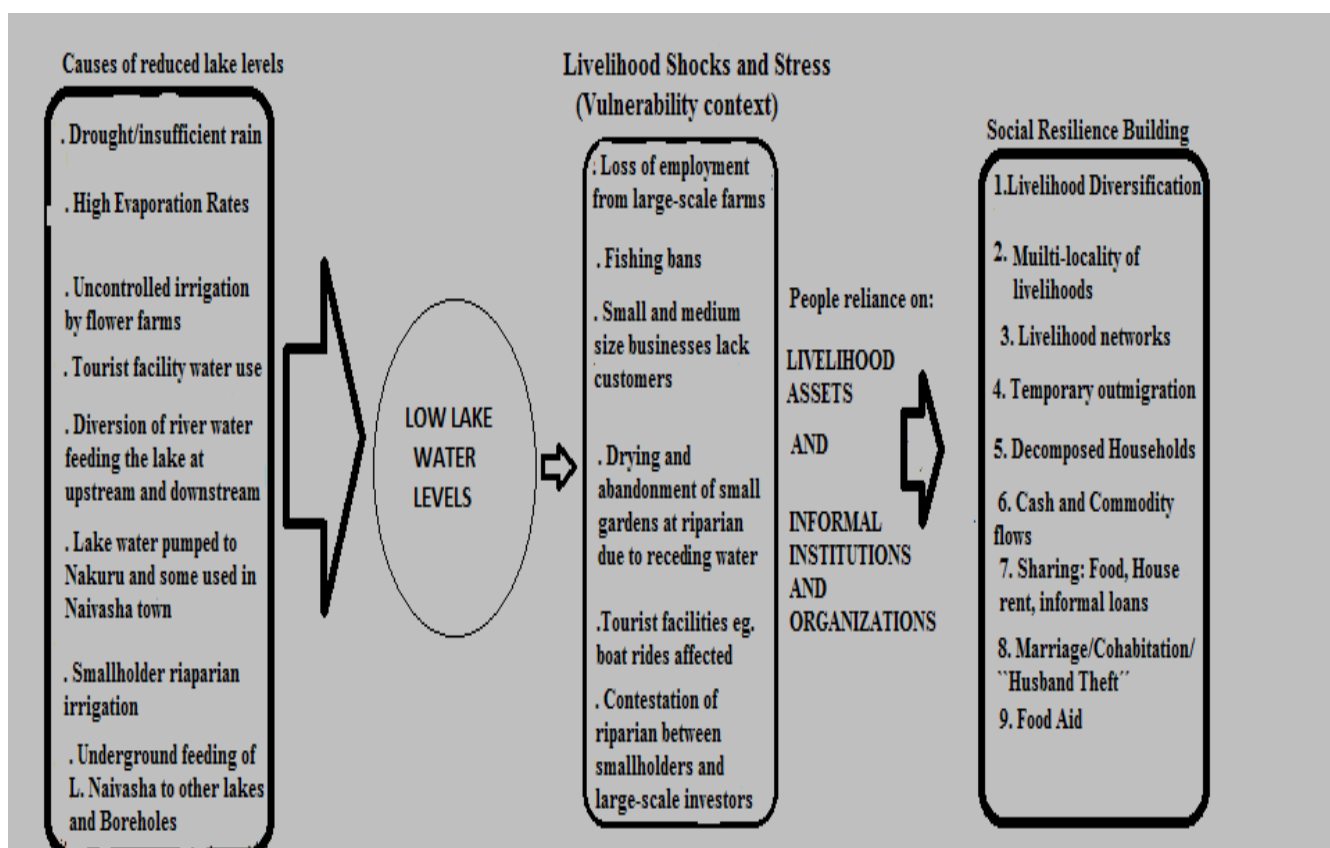 Causes of reduced lake levels
. Drought/insufficient rain
. High Evaporation Rates
. Uncontrolled irrigation
by flower farms
. Tourist facility water use
. Diversion of river water
feeding the lake at
upstream and downstream
. Lake water pumped to
Nakuru and some used in
Naivasha town
. Smallholder riaparian
irrigation
. Underground feeding of
L. Naivasha to other lakes
and Boreholes
LOW LAKE
WATER
LEVELS
Livelihood Shocks and Stress
(Vulnerability context)
. Loss of employment
from large-scale farms
. Fishing bans
. Small and medium
size businesses lack
customers
. Drying and
abandonment of small
gardens at riparian
due to receding water
.Tourist facilities eg.
boat rides affected
. Contestation of
riparian between
smallholders and
large-scale investors
People reliance on:
LIVELIHOOD
ASSETS
AND
INFORMAL
INSTITUTIONS
AND
ORGANIZATIONS
Social Resilience Building
1.Livelihood Diversification
2. Muilti-locality of
livelihoods
3. Livelihood networks
4. Temporary outmigration
5. Decomposed Households
6. Cash and Commodity
flows
7. Sharing: Food, House
rent, informal loans
8. Marriage/Cohabitation/
``Husband Theft´´
9. Food Aid